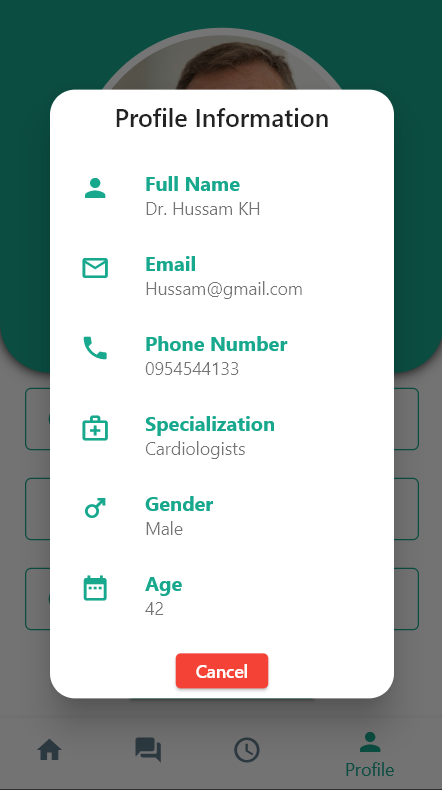 Profile Information
Full Name
Dr. Hussam KH
Email
Hussam@gmail.com
Phone Number
0954544133
Specialization
Cardiologists
Gender
Male
Age
42
Cancel
Profile